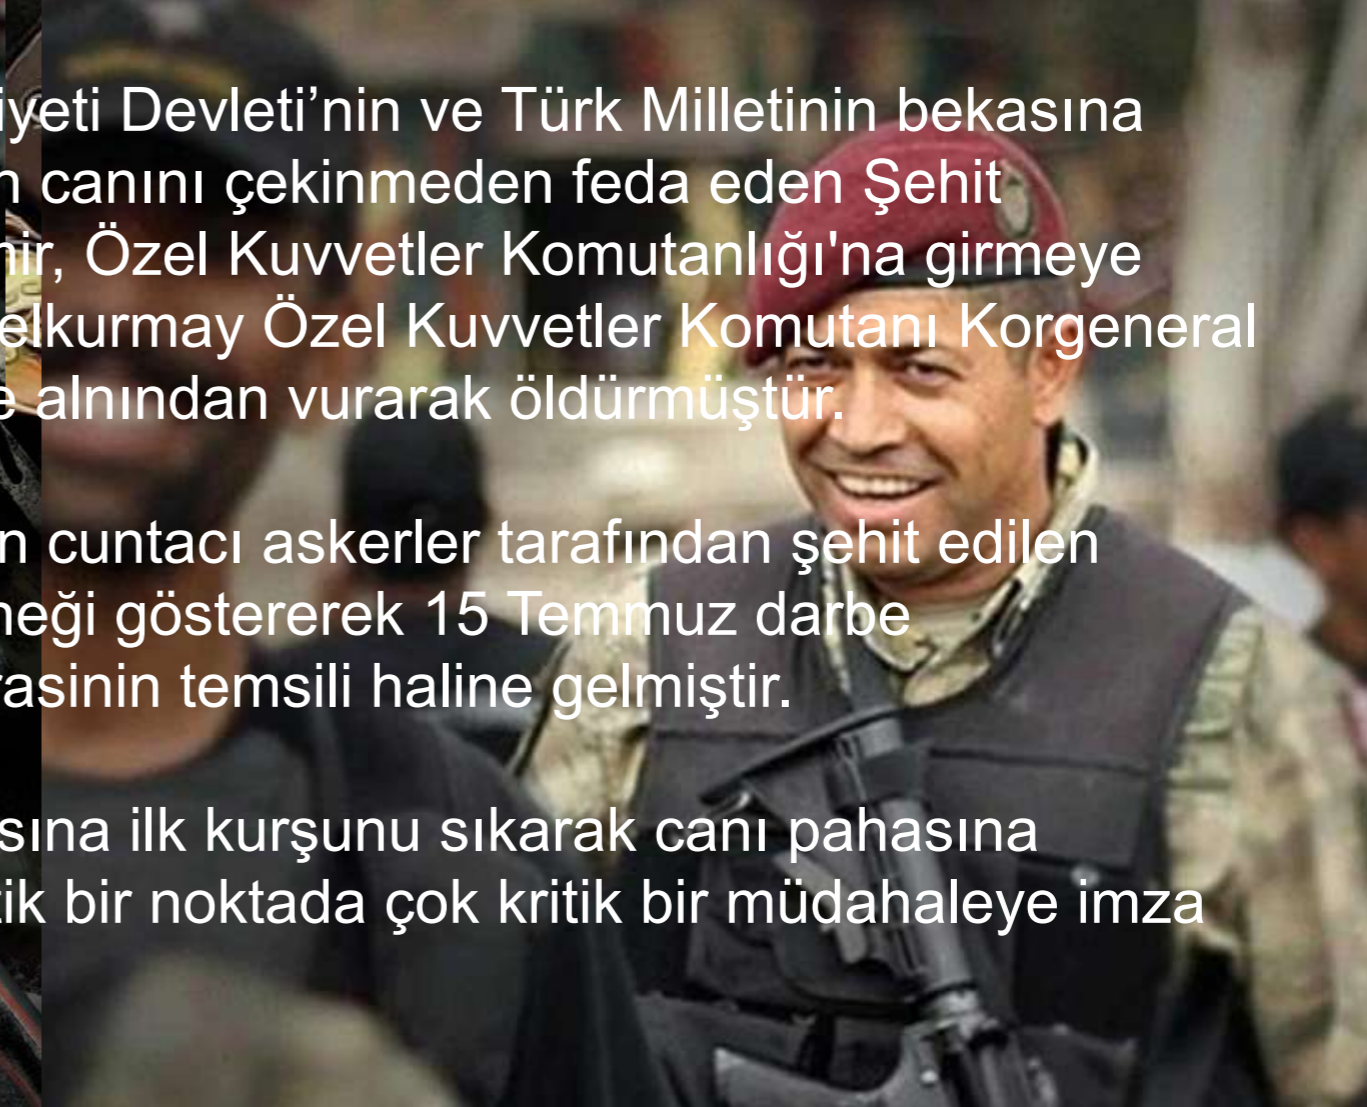 iyeti Devleti’nin ve Türk Milletinin bekasına
n canını çekinmeden feda eden Şehit
nir, Özel Kuvvetler Komutanlığı'na girmeye
elkurmay Özel Kuvvetler Komutanı Korgeneral
e alnından vurarak öldürmüştür.
n cuntacı askerler tarafından şehit edilen
neği göstererek 15 Temmuz darbe
rasinin temsili haline gelmiştir.
sına ilk kurşunu sıkarak canı pahasına
tik bir noktada çok kritik bir müdahaleye imza